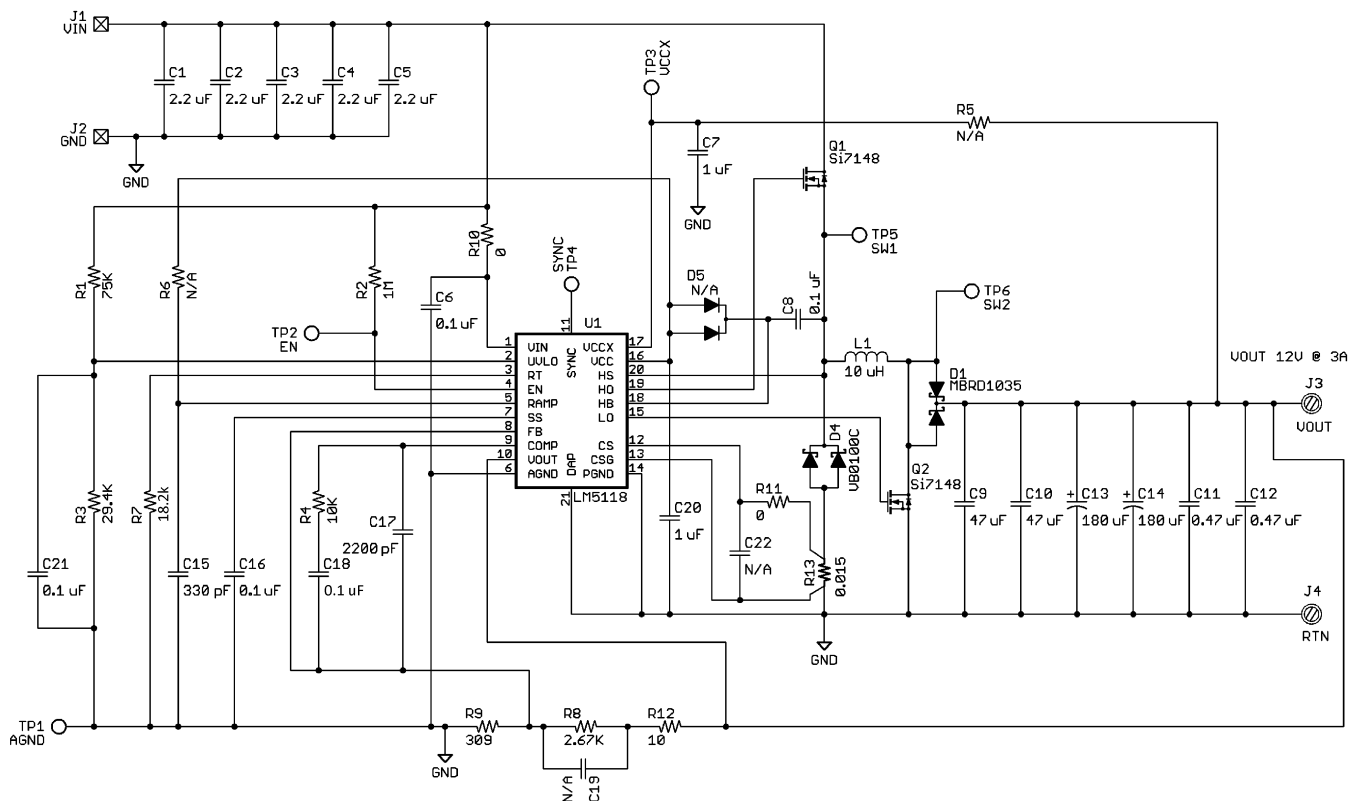 J1
VIN
J2
GND
GND
C1
2.2 uF
C2
2.2 uF
C3
2.2 uF
C4
2.2 uF
C5
2.2 uF
TP3
VCCX
C7
1 uF
GND
R5
N/A
Q1
Si7148
TP5
SW1
TP6
SW2
R1
75K
R6
N/A
R2
1M
R10
0
C6
0.1 uF
SYNC
TP4
TP2
EN
D5
N/A
C8
0.1 uF
L1
10 uH
D1
MBRD1035
VOUT 12V @ 3A
J3
VOUT
U1
11
SYNC
1 VIN
2 UVLO
3 RT
4 EN
5 RAMP
7 SS
8 FB
9 COMP
10 VOUT
6 AGND
VCCX 17
VCC 16
HS 20
HO 19
HB 18
LO 15
CS 12
CSG 13
PGND 14
DAP
21
LM5118
D4
VB0100C
Q2
Si7148
R3
29.4K
R7
18.2k
R4
10K
C17
2200 pF
C18
0.1 uF
C21
0.1 uF
C15
330 pF
C16
0.1 uF
C20
1 uF
R11
0
C22
N/A
R13
0.015
GND
C9
47 uF
C10
47 uF
C13
180 uF
C14
180 uF
C11
0.47 uF
C12
0.47 uF
J4
RTN
TP1
AGND
GND
R9
309
R8
2.67K
R12
10
N/A
C19